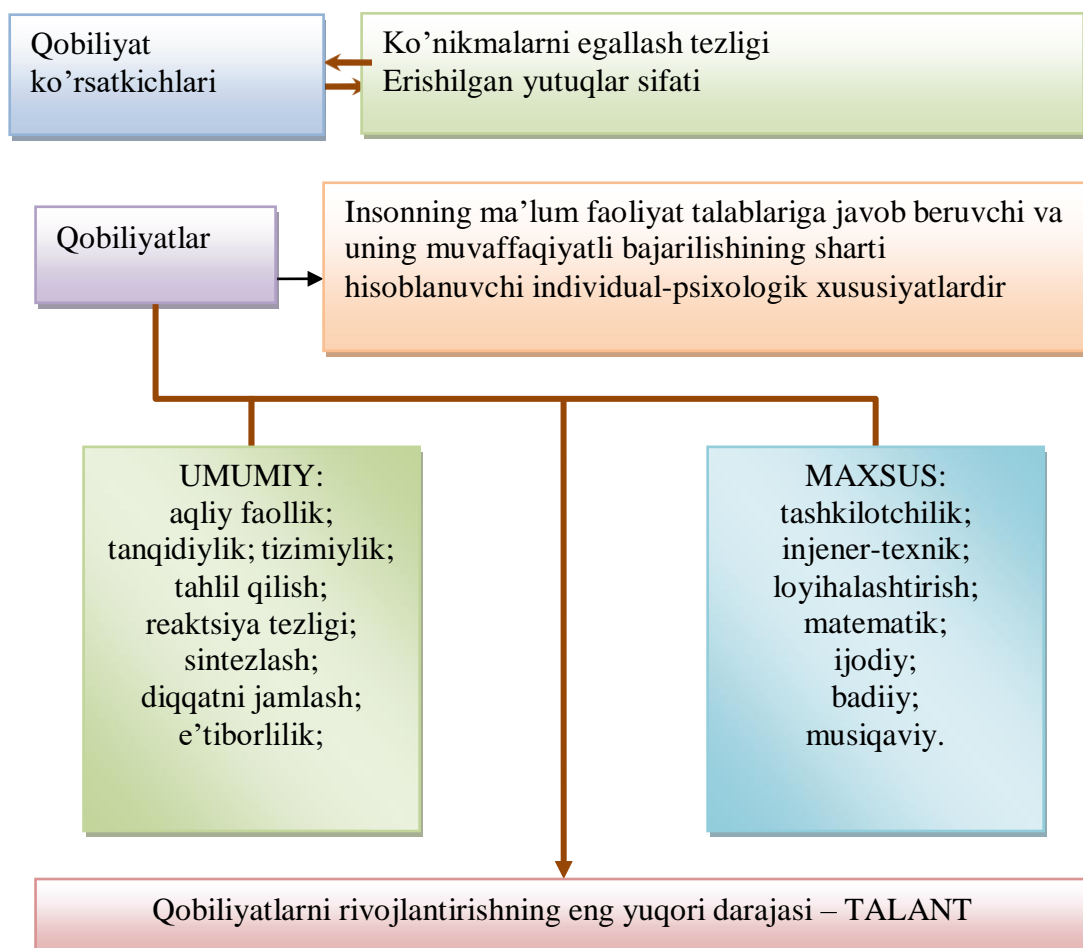 Qobiliyat
ko’rsatkichlari
Ko’nikmalarni egallash tezligi
Erishilgan yutuqlar sifati
Qobiliyatlar
Insonning ma’lum faoliyat talablariga javob beruvchi va
uning muvaffaqiyatli bajarilishining sharti
hisoblanuvchi individual-psixologik xususiyatlardir
UMUMIY:
aqliy faollik;
tanqidiylik; tizimiylik;
tahlil qilish;
reaktsiya tezligi;
sintezlash;
diqqatni jamlash;
e’tiborlilik;
MAXSUS:
tashkilotchilik;
injener-texnik;
loyihalashtirish;
matematik;
ijodiy;
badiiy;
musiqaviy.
Qobiliyatlarni rivojlantirishning eng yuqori darajasi – TALANT